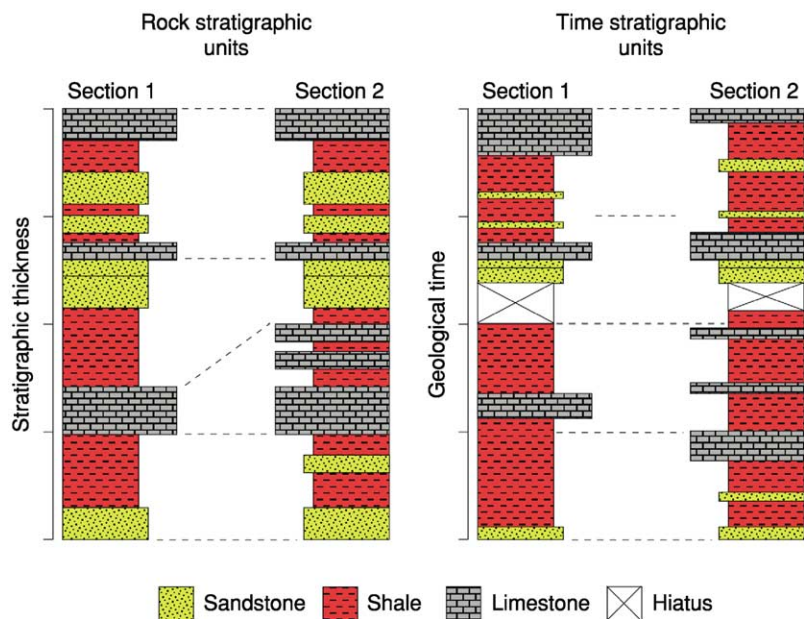 Rock stratigraphic
units
Time stratigraphic
units
Section 1
Section 2
Section 1
Section 2
Stratigraphic thickness
Geological time
Sandstone
Shale
Limestone
Hiatus